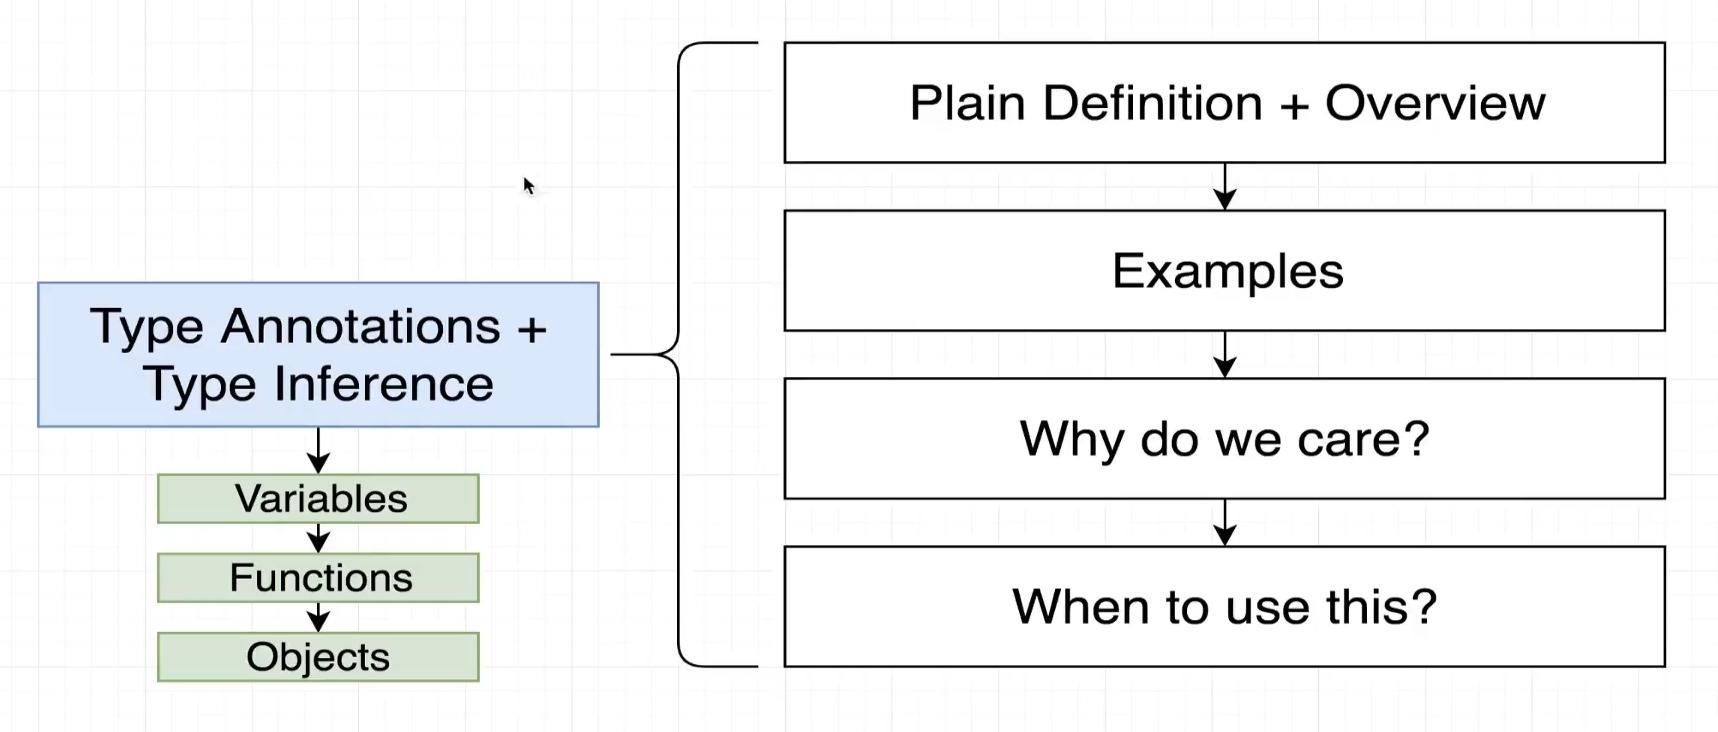 Type Annotations +
Type Inference
Variables
Functions
Objects
Plain Definition + Overview
Examples
Why do we care?
When to use this?